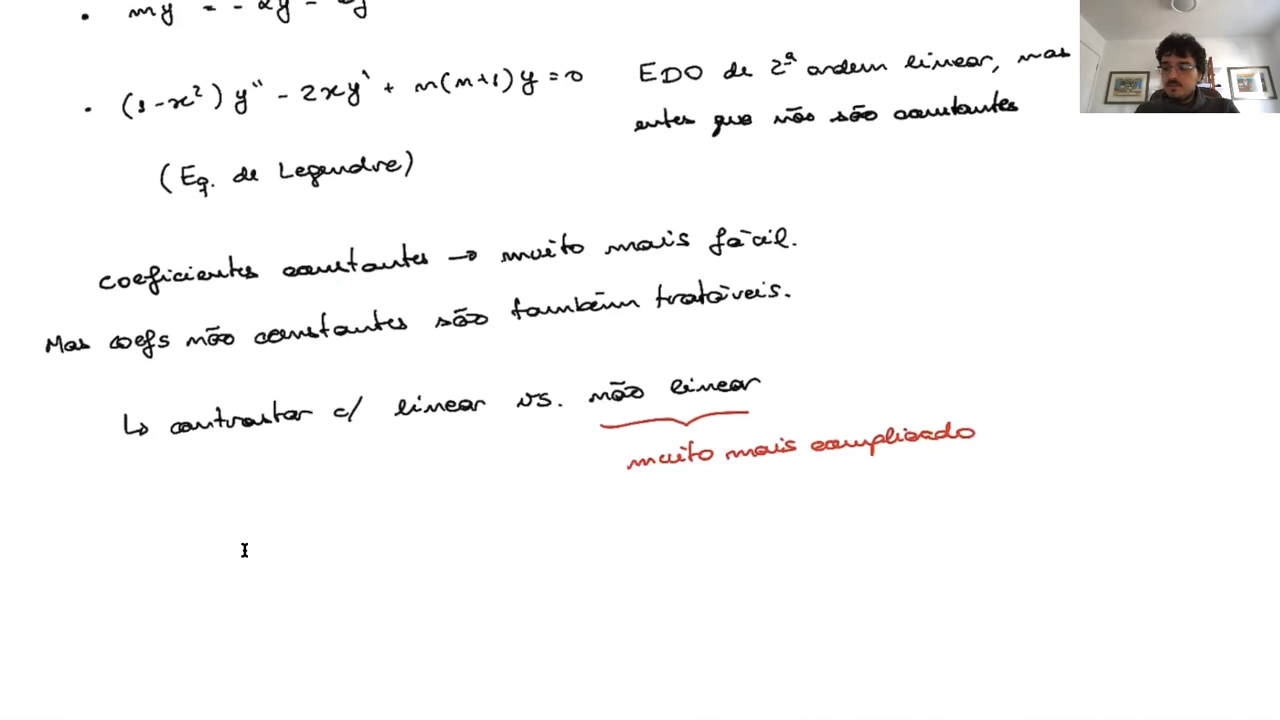 • my = - αy -
• (1-x²) y'' - 2xy' + n(n+1) y = 0
EDO de 2ª ordem linear, mas
entes que não são constantes
(Eq. de Legendre)
coeficientes constantes → muito mais fácil.
Mas coefs não constantes são também tratáveis.
↳ contrastar c/ linear vs. não linear
muito mais complicado